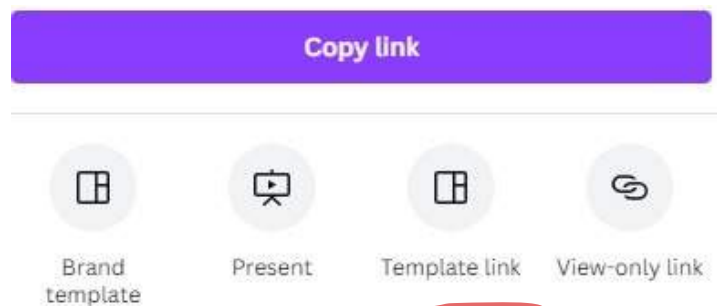 Copy link
Brand template
Present
Template link
View-only link